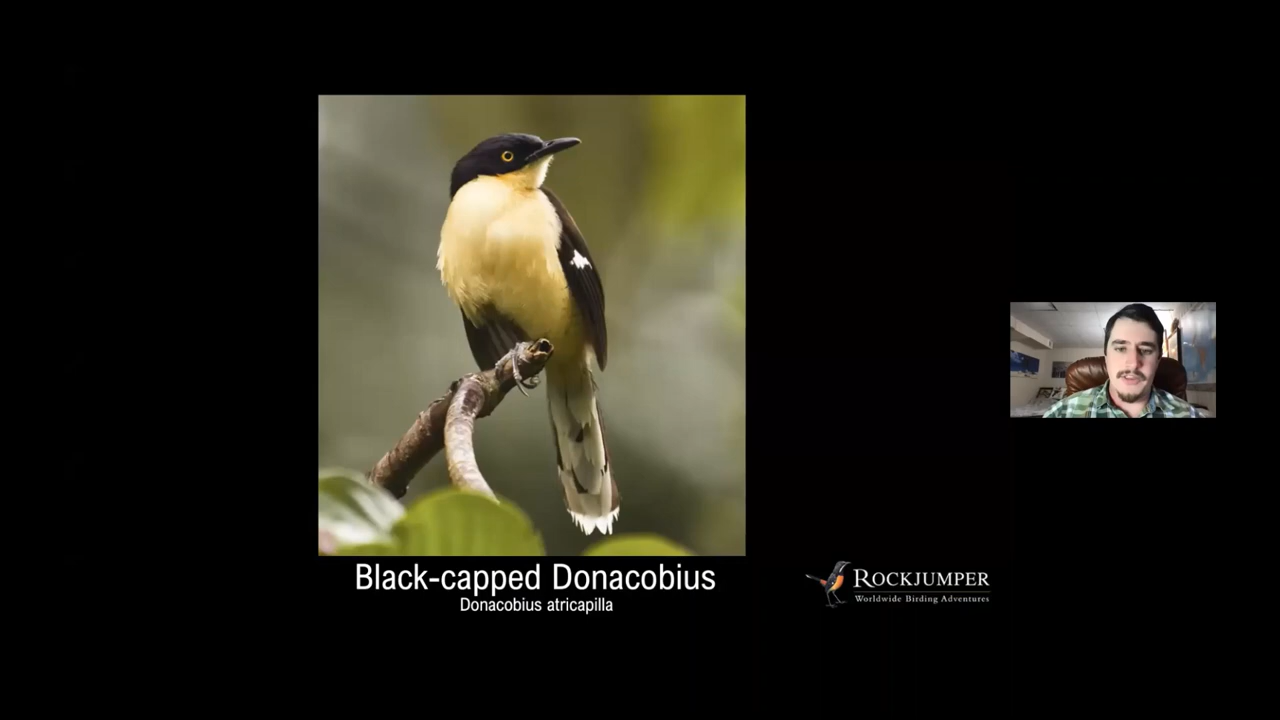 Black-capped Donacobius
Donacobius atricapilla
ROCKJUMPER
Worldwide Birding Adventures